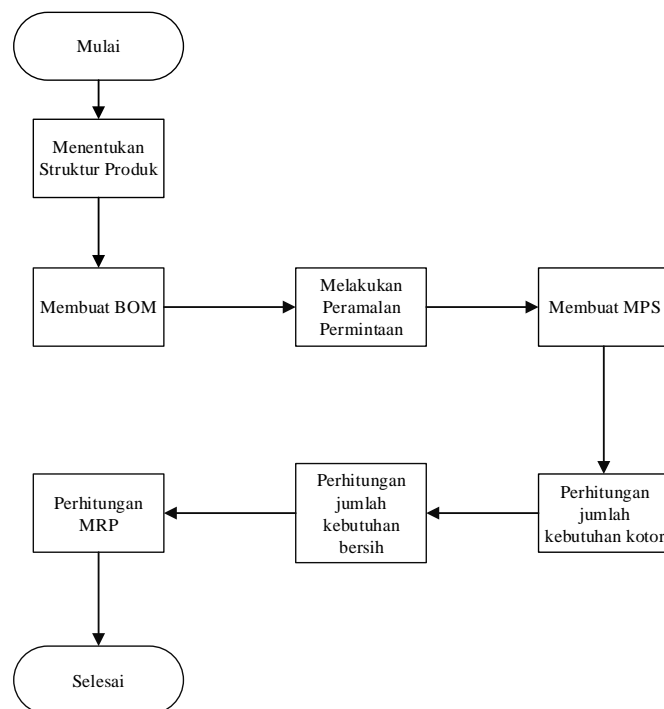 Mulai
Menentukan
Struktur Produk
Membuat BOM
Melakukan
Peramalan
Permintaan
Membuat MPS
Perhitungan
jumlah
kebutuhan kotor
Perhitungan
jumlah
kebutuhan
bersih
Perhitungan
MRP
Selesai